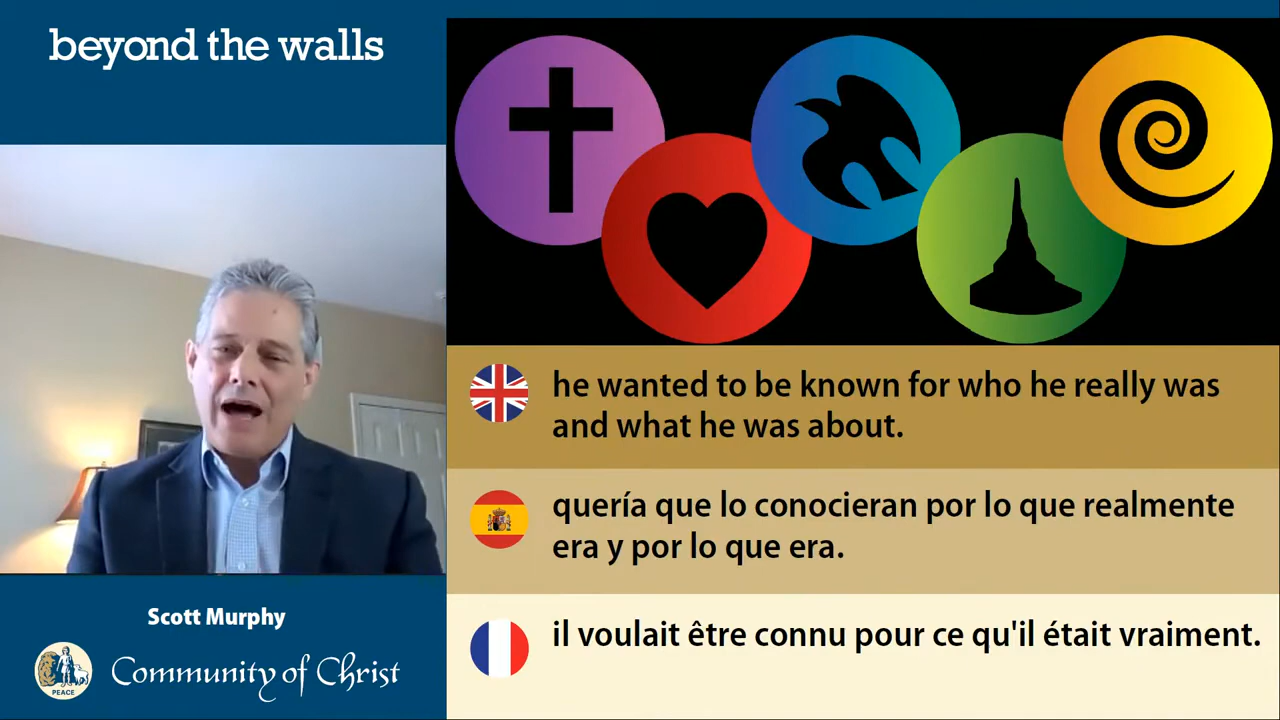 beyond the walls
he wanted to be known for who he really was
and what he was about.
quería que lo conocieran por lo que realmente
era y por lo que era.
il voulait être connu pour ce qu'il était vraiment.
Scott Murphy
PEACE
Community of Christ